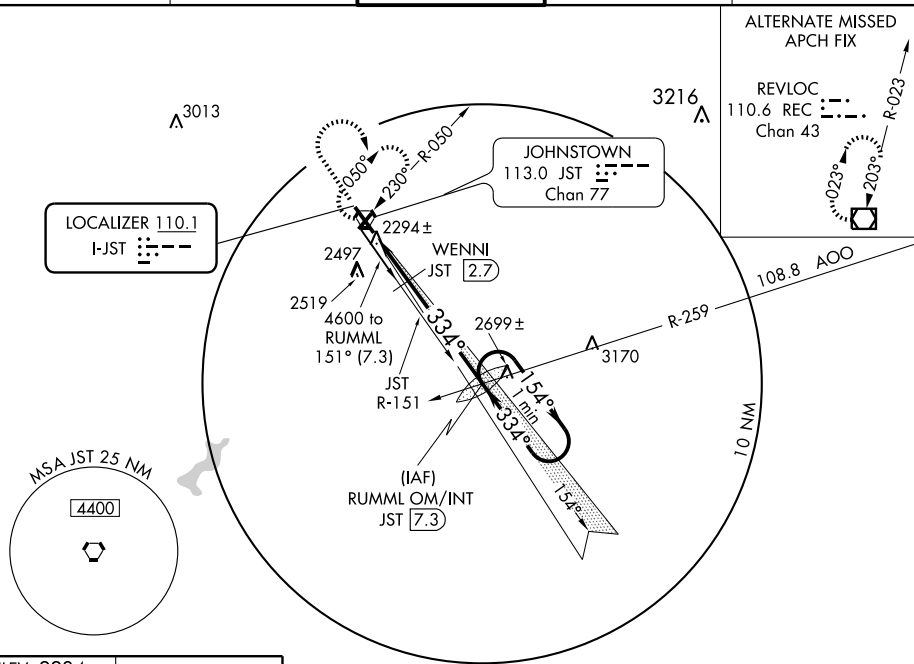 ALTERNATE MISSED
APCH FIX
REVLOC
110.6 REC
Chan 43
R-023
023°
203°
3013
3216
050°
230°
R-050
JOHNSTOWN
113.0 JST
Chan 77
LOCALIZER 110.1
I-JST
2294±
2497
2519
WENNI
JST 2.7
4600 to
RUMML
151° (7.3)
JST
R-151
334°
2699±
3170
R-259
108.8 AOO
154°
1 min
334°
154°
10 NM
(IAF)
RUMML OM/INT
JST 7.3
MSA JST 25 NM
4400